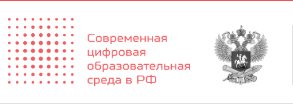 Современная
цифровая
образовательная
среда в РФ